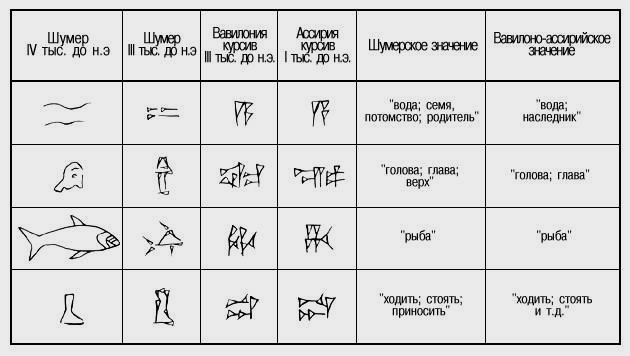 Шумер
IV тыс. до н.э
Шумер
III тыс. до н.э
Вавилония
курсив
III тыс. до н.э.
Ассирия
курсив
I тыс. до н.э.
Шумерское значение
Вавилоно-ассирийское
значение
"вода; семя,
потомство; родитель"
"вода;
наследник"
"голова; глава;
верх"
"голова; глава"
"рыба"
"рыба"
"ходить; стоять;
приносить"
"ходить; стоять
и т.д."